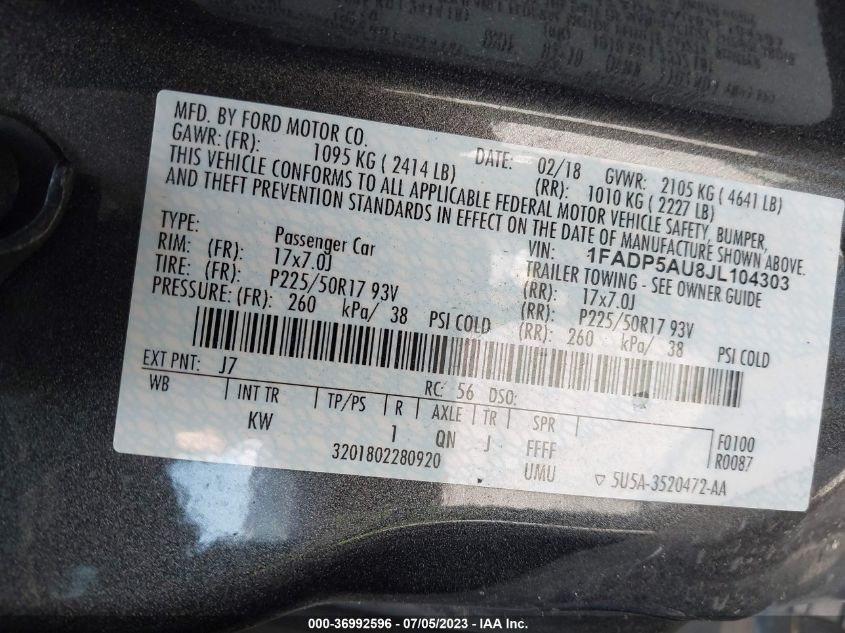 MFD. BY FORD MOTOR CO.
DATE: 02/18 GVWR: 2105 KG ( 4641 LB)
GAWR: (FR): 1095 KG ( 2414 LB) (RR): 1010 KG ( 2227 LB)
THIS VEHICLE CONFORMS TO ALL APPLICABLE FEDERAL MOTOR VEHICLE SAFETY, BUMPER,
AND THEFT PREVENTION STANDARDS IN EFFECT ON THE DATE OF MANUFACTURE SHOWN ABOVE.
VIN: 1FADP5AU8JL104303
TYPE: Passenger Car TRAILER TOWING - SEE OWNER GUIDE
RIM: (FR): 17x7.0J (RR): 17x7.0J
TIRE: (FR): P225/50R17 93V (RR): P225/50R17 93V
PRESSURE: (FR): 260 kPa/ 38 PSI COLD (RR): 260 kPa/ 38 PSI COLD
EXT PNT: J7 RC: 56 DSO:
WB INT TR TP/PS R AXLE TR SPR
KW 1 QN J FFFF F0100
3201802280920 UMU R0087
▽ 5U5A-3520472-AA
000-36992596 - 07/05/2023 - IAA Inc.